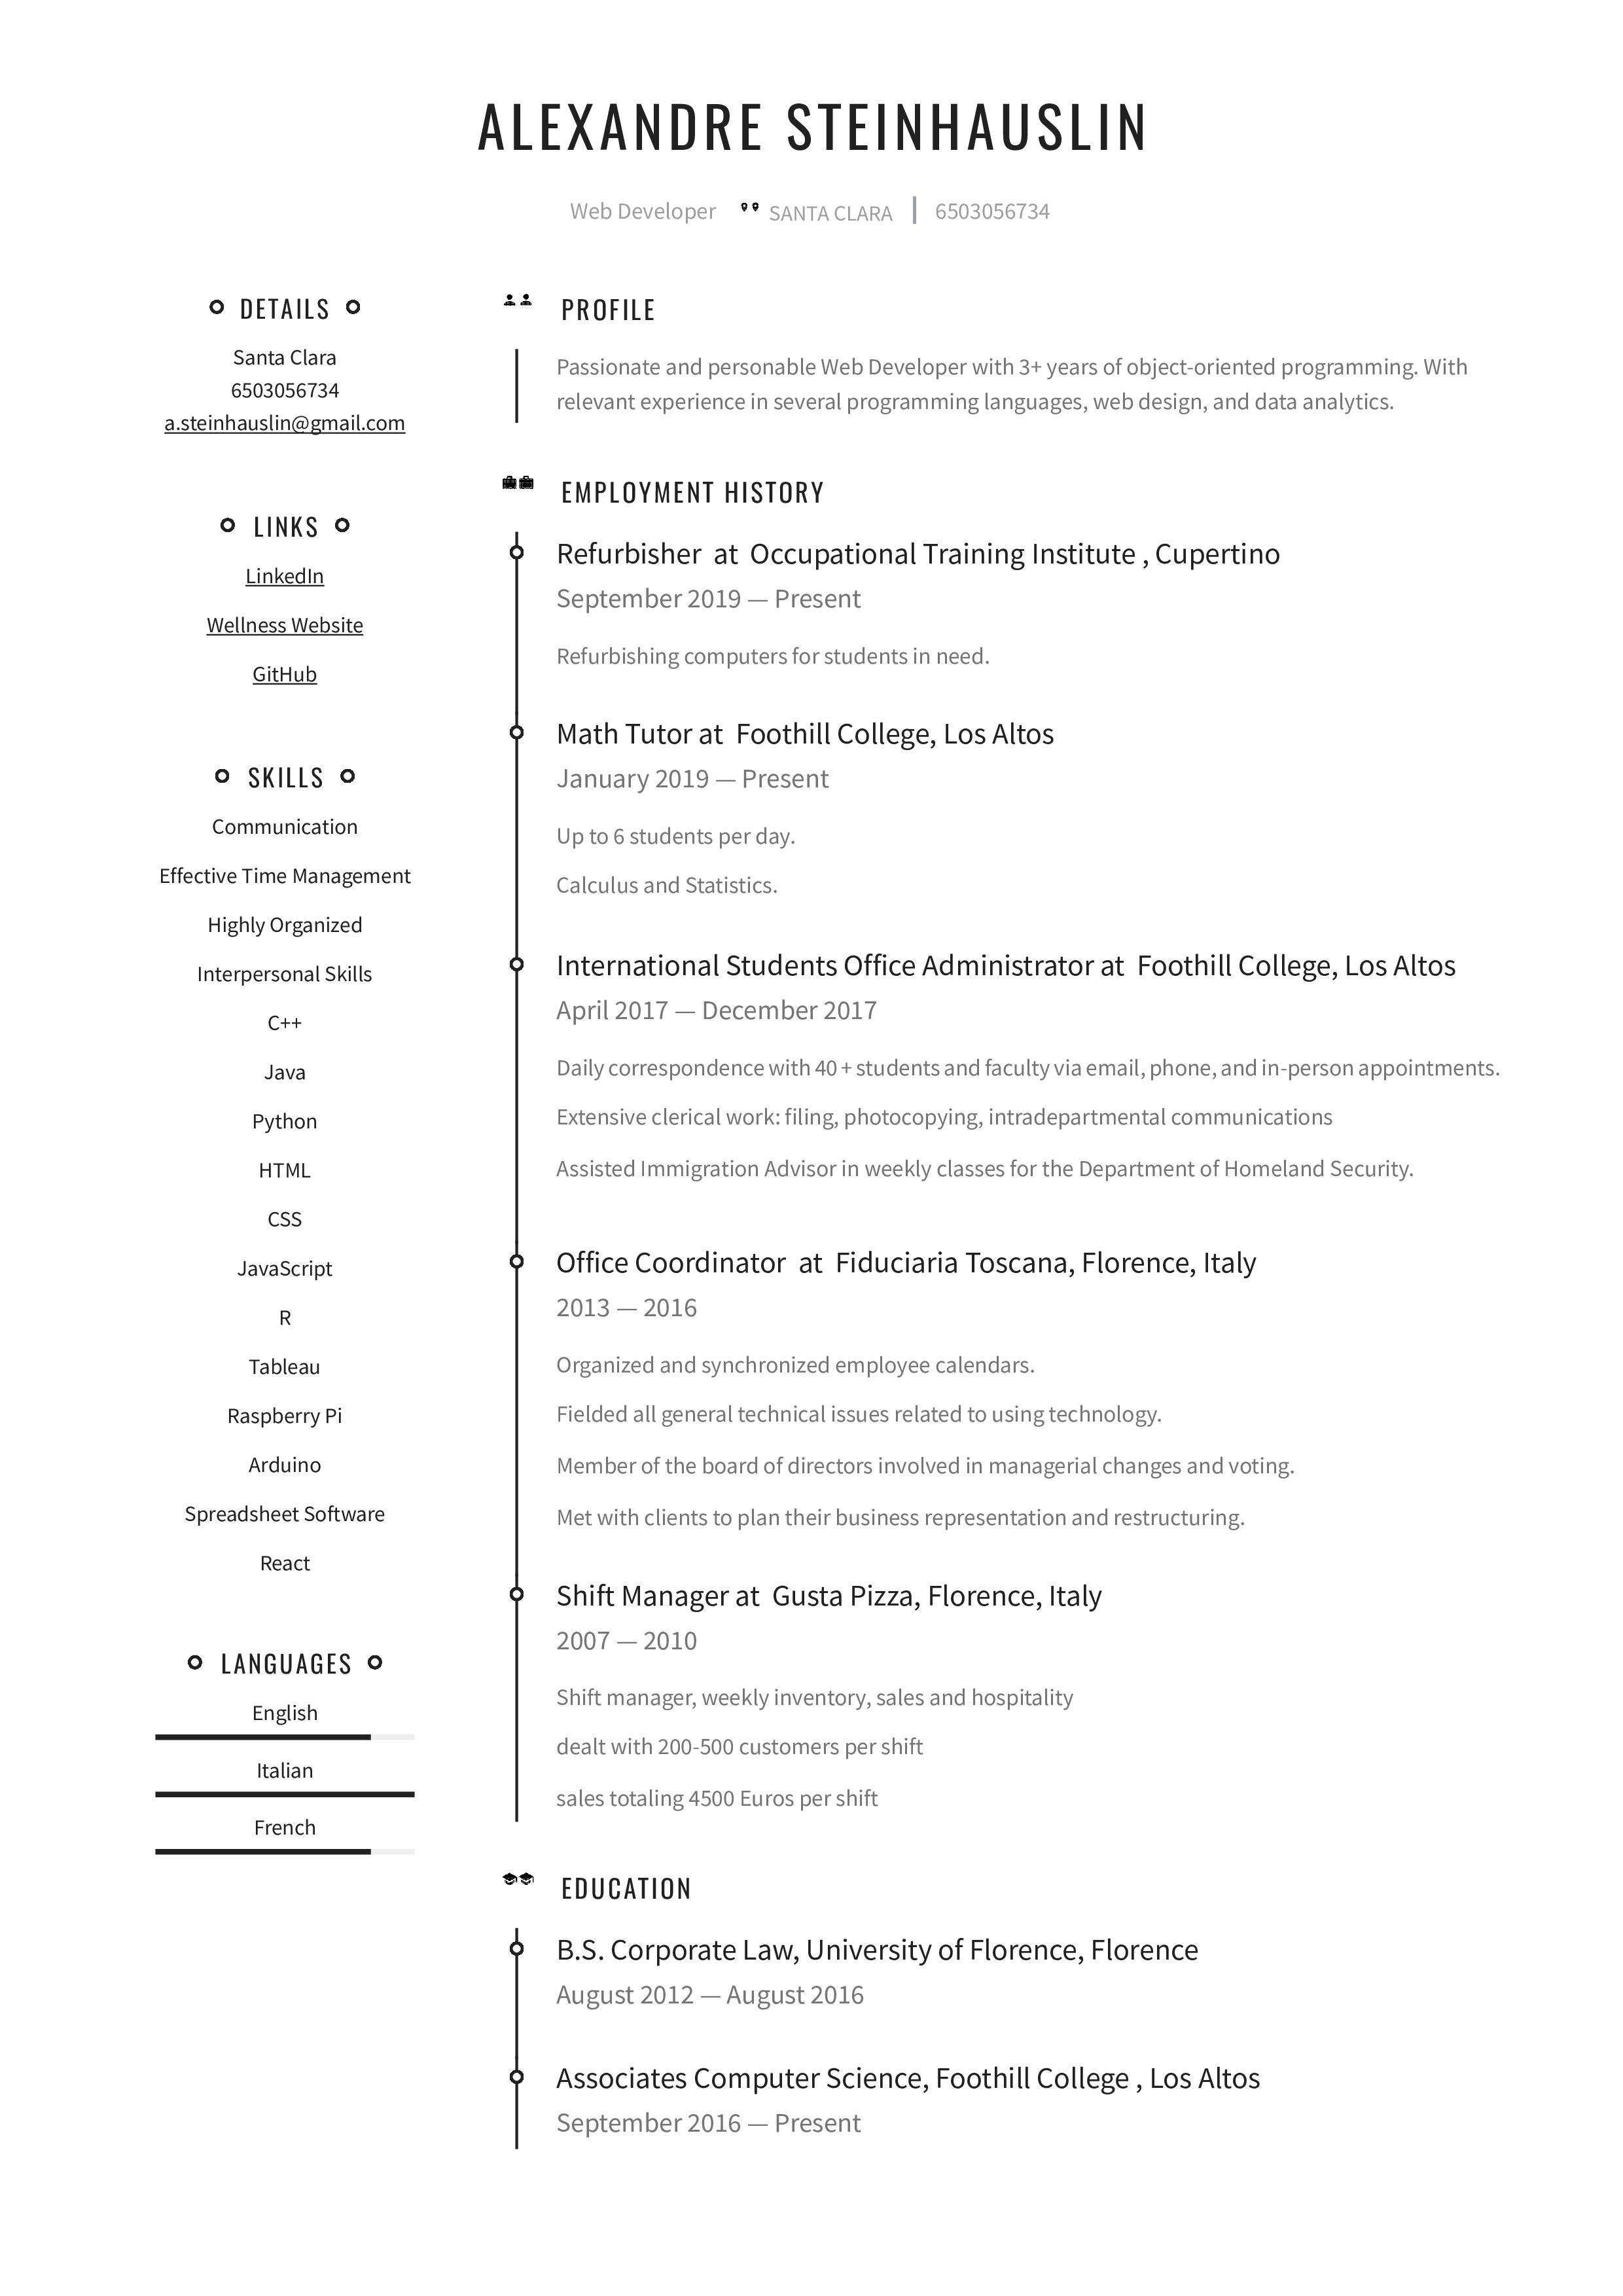 ALEXANDRE STEINHAUSLIN
Web Developer SANTA CLARA | 6503056734
DETAILS
Santa Clara
6503056734
a.steinhauslin@gmail.com
LINKS
LinkedIn
Wellness Website
GitHub
SKILLS
Communication
Effective Time Management
Highly Organized
Interpersonal Skills
C++
Java
Python
HTML
CSS
JavaScript
R
Tableau
Raspberry Pi
Arduino
Spreadsheet Software
React
LANGUAGES
English
Italian
French
PROFILE
Passionate and personable Web Developer with 3+ years of object-oriented programming. With
relevant experience in several programming languages, web design, and data analytics.
EMPLOYMENT HISTORY
Refurbisher at Occupational Training Institute , Cupertino
September 2019 — Present
Refurbishing computers for students in need.
Math Tutor at Foothill College, Los Altos
January 2019 — Present
Up to 6 students per day.
Calculus and Statistics.
International Students Office Administrator at Foothill College, Los Altos
April 2017 — December 2017
Daily correspondence with 40 + students and faculty via email, phone, and in-person appointments.
Extensive clerical work: filing, photocopying, intradepartmental communications
Assisted Immigration Advisor in weekly classes for the Department of Homeland Security.
Office Coordinator at Fiduciaria Toscana, Florence, Italy
2013 — 2016
Organized and synchronized employee calendars.
Fielded all general technical issues related to using technology.
Member of the board of directors involved in managerial changes and voting.
Met with clients to plan their business representation and restructuring.
Shift Manager at Gusta Pizza, Florence, Italy
2007 — 2010
Shift manager, weekly inventory, sales and hospitality
dealt with 200-500 customers per shift
sales totaling 4500 Euros per shift
EDUCATION
B.S. Corporate Law, University of Florence, Florence
August 2012 — August 2016
Associates Computer Science, Foothill College , Los Altos
September 2016 — Present